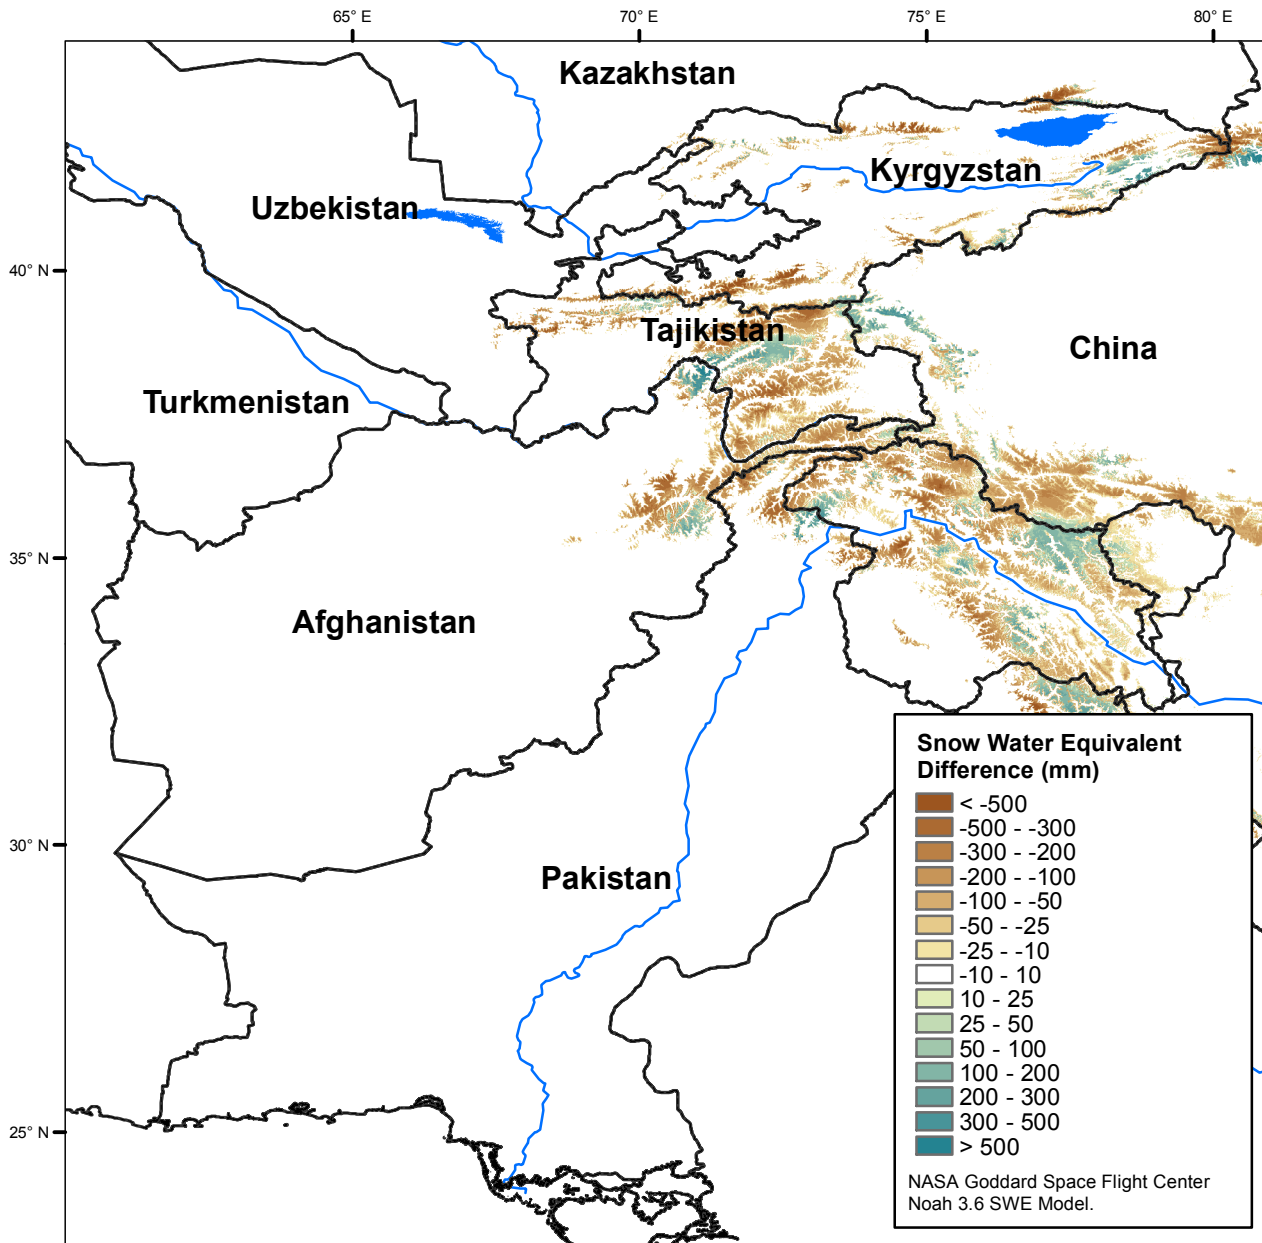 65° E
70° E
75° E
80° E
Kazakhstan
Kyrgyzstan
Uzbekistan
40° N
Tajikistan
China
Turkmenistan
35° N
Afghanistan
30° N
Pakistan
25° N
Snow Water Equivalent
Difference (mm)
< -500
-500 - -300
-300 - -200
-200 - -100
-100 - -50
-50 - -25
-25 - -10
-10 - 10
10 - 25
25 - 50
50 - 100
100 - 200
200 - 300
300 - 500
> 500
NASA Goddard Space Flight Center
Noah 3.6 SWE Model.